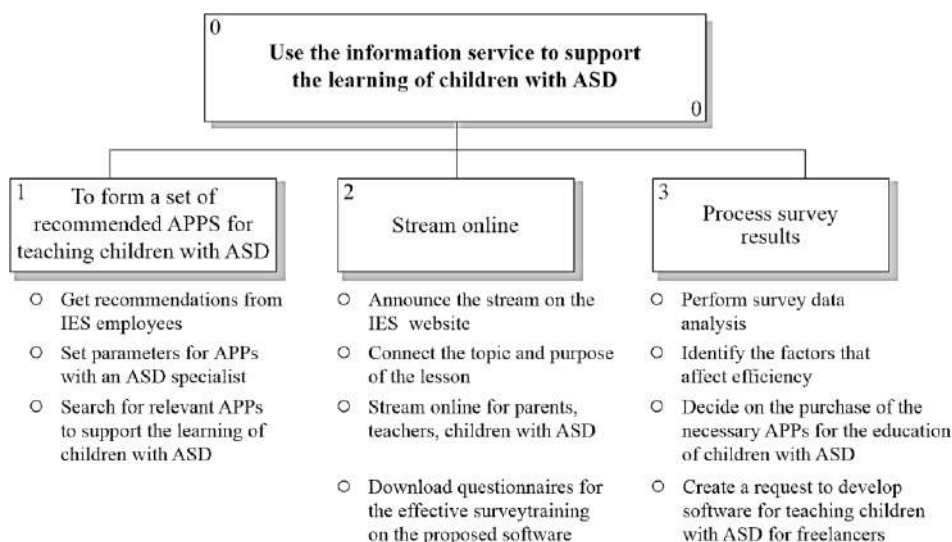 0
Use the information service to support
the learning of children with ASD
0
1
To form a set of
recommended APPS for
teaching children with ASD
○ Get recommendations from
IES employees
○ Set parameters for APPs
with an ASD specialist
○ Search for relevant APPs
to support the learning of
children with ASD
2
Stream online
○ Announce the stream on the
IES website
○ Connect the topic and purpose
of the lesson
○ Stream online for parents,
teachers, children with ASD
○ Download questionnaires for
the effective surveytraining
on the proposed software
3
Process survey
results
○ Perform survey data
analysis
○ Identify the factors that
affect efficiency
○ Decide on the purchase of the
necessary APPs for the education
of children with ASD
○ Create a request to develop
software for teaching children
with ASD for freelancers